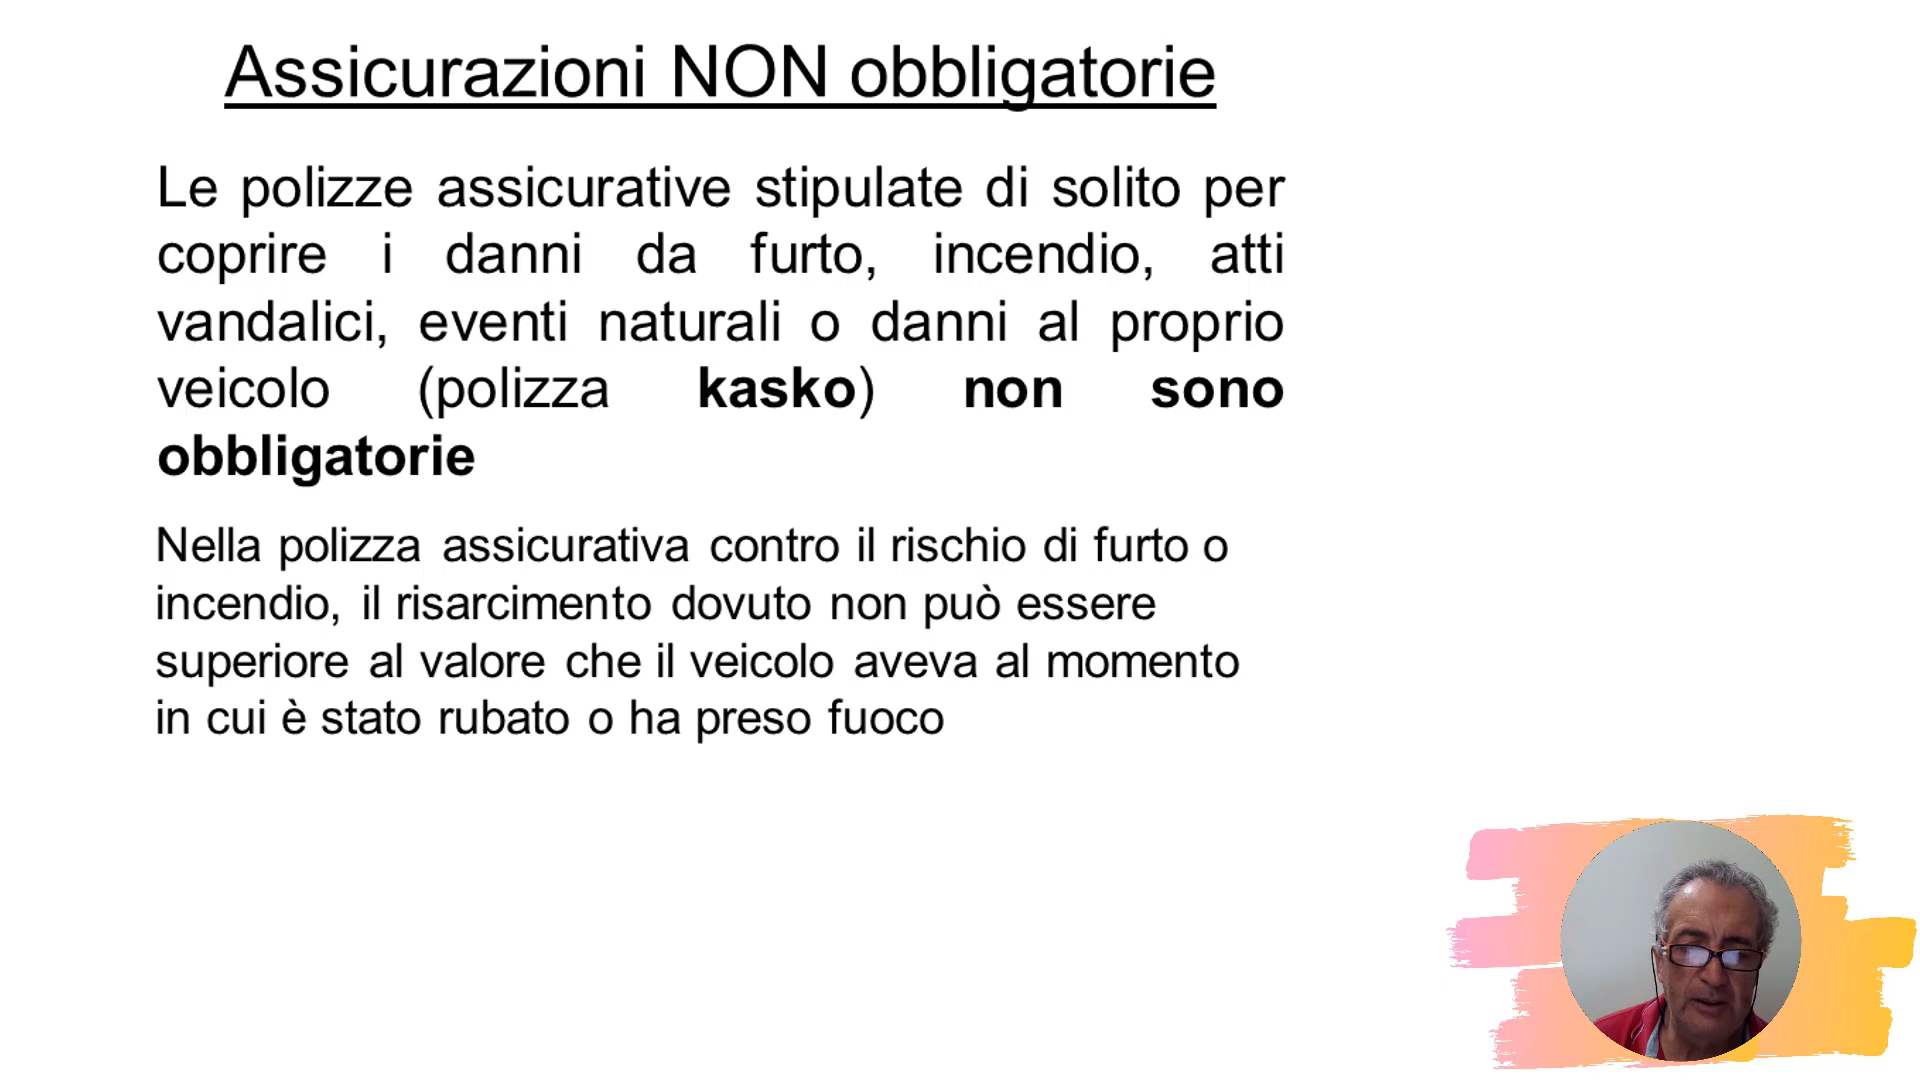 Assicurazioni NON obbligatorie
Le polizze assicurative stipulate di solito per
coprire i danni da furto, incendio, atti
vandalici, eventi naturali o danni al proprio
veicolo (polizza kasko) non sono
obbligatorie
Nella polizza assicurativa contro il rischio di furto o
incendio, il risarcimento dovuto non può essere
superiore al valore che il veicolo aveva al momento
in cui è stato rubato o ha preso fuoco